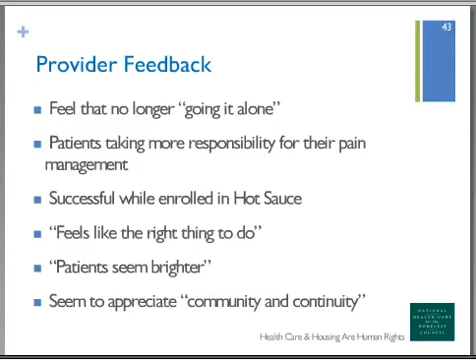 +
43
Provider Feedback
Feel that no longer “going it alone”
Patients taking more responsibility for their pain
management
Successful while enrolled in Hot Sauce
“Feels like the right thing to do”
“Patients seem brighter”
Seem to appreciate “community and continuity”
NATIONAL
HEALTH CARE
for the
HOMELESS
COUNCIL
Health Care & Housing Are Human Rights